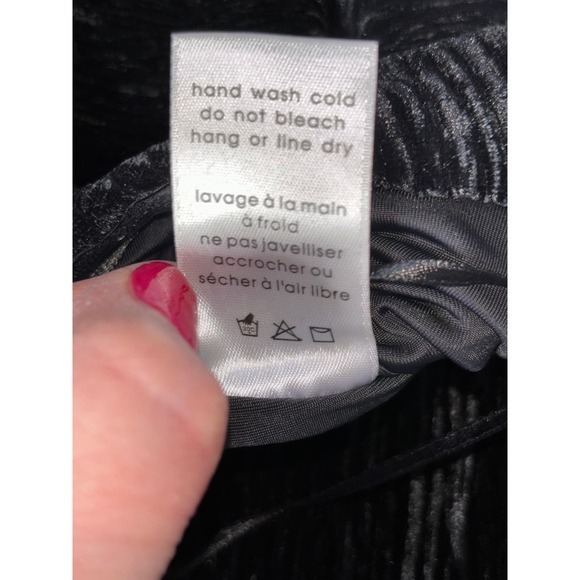 hand wash cold
do not bleach
hang or line dry
lavage à la main
à froid
ne pas javelliser
accrocher ou
sécher à l'air libre
30C